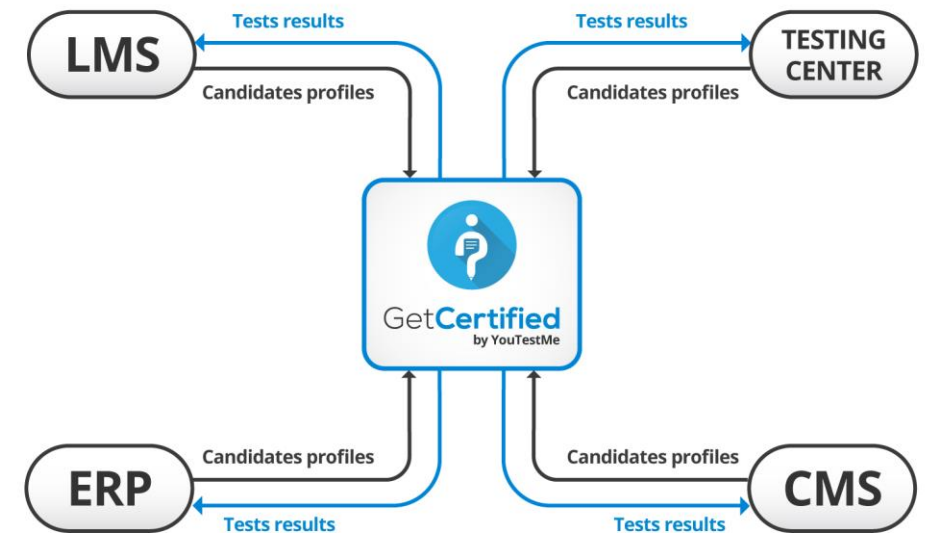 Tests results
Tests results
LMS
TESTING
CENTER
Candidates profiles
Candidates profiles
GetCertified
by YouTestMe
Candidates profiles
Candidates profiles
ERP
CMS
Tests results
Tests results